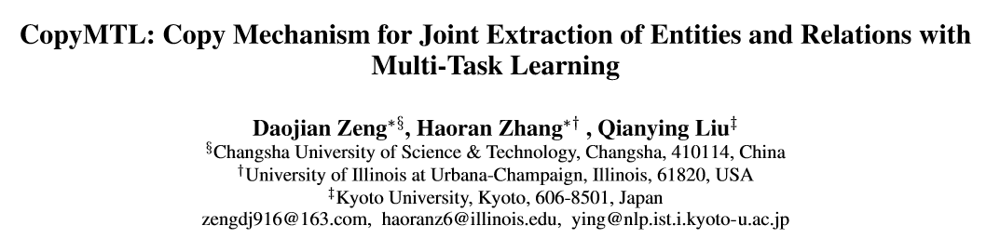 CopyMTL: Copy Mechanism for Joint Extraction of Entities and Relations with
Multi-Task Learning
Daojian Zeng*§, Haoran Zhang*† , Qianying Liu‡
§Changsha University of Science & Technology, Changsha, 410114, China
†University of Illinois at Urbana-Champaign, Illinois, 61820, USA
‡Kyoto University, Kyoto, 606-8501, Japan
zengdj916@163.com, haoranz6@illinois.edu, ying@nlp.ist.i.kyoto-u.ac.jp